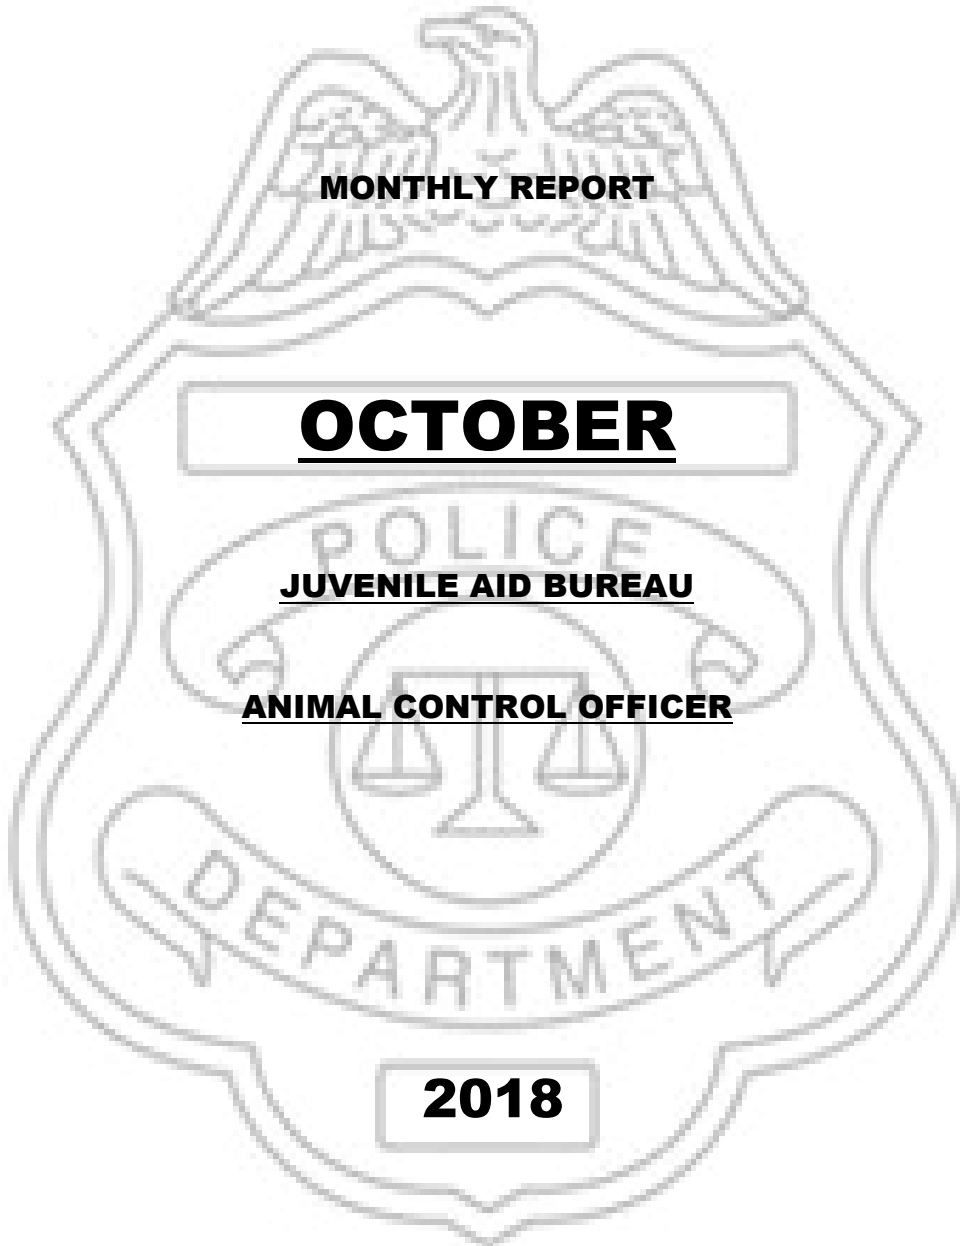 MONTHLY REPORT
OCTOBER
POLICE
JUVENILE AID BUREAU
ANIMAL CONTROL OFFICER
DEPARTMENT
2018